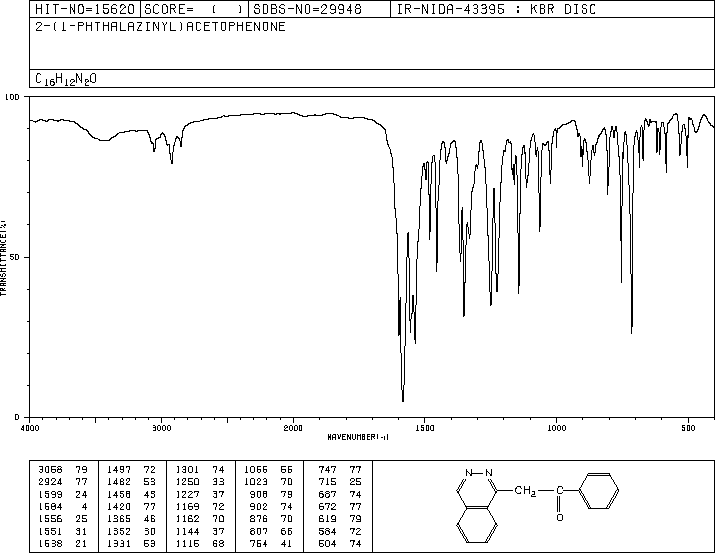 HIT-NO=15620 SCORE= ( ) SDBS-NO=29948 IR-NIDA-43395 : KBR DISC
2-(1-PHTHALAZINYL)ACETOPHENONE
C16H12N2O
100
50
0
TRANSMITTANCE(%)
4000 3000 2000 1500 1000 500
WAVENUMBER(-1)
3068 79 1497 72 1301 74 1066 56 747 77
2924 77 1482 53 1250 33 1023 70 715 25
1599 24 1458 45 1227 37 908 79 687 74
1584 4 1420 77 1169 72 902 74 672 77
1556 25 1365 46 1162 70 876 70 619 79
1551 31 1352 30 1144 37 807 66 584 72
1538 21 1331 53 1115 68 754 41 504 74
N N
CH2 C
O